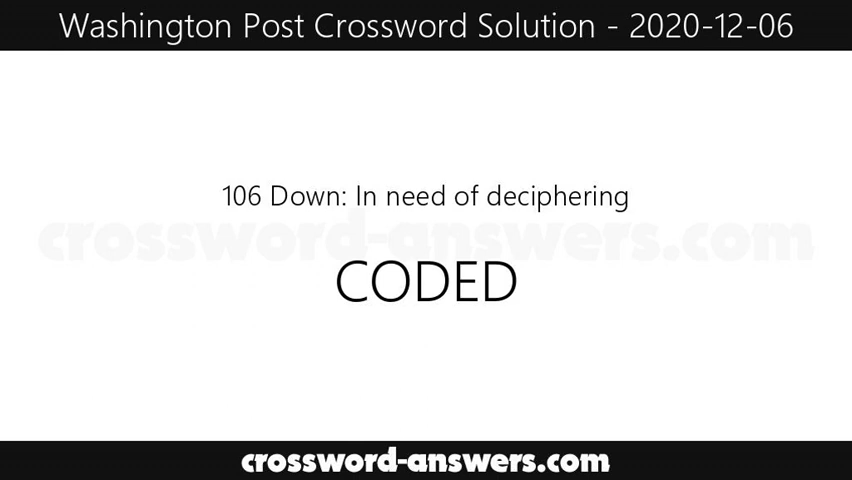 Washington Post Crossword Solution - 2020-12-06
106 Down: In need of deciphering
crossword-answers.com
CODED
crossword-answers.com